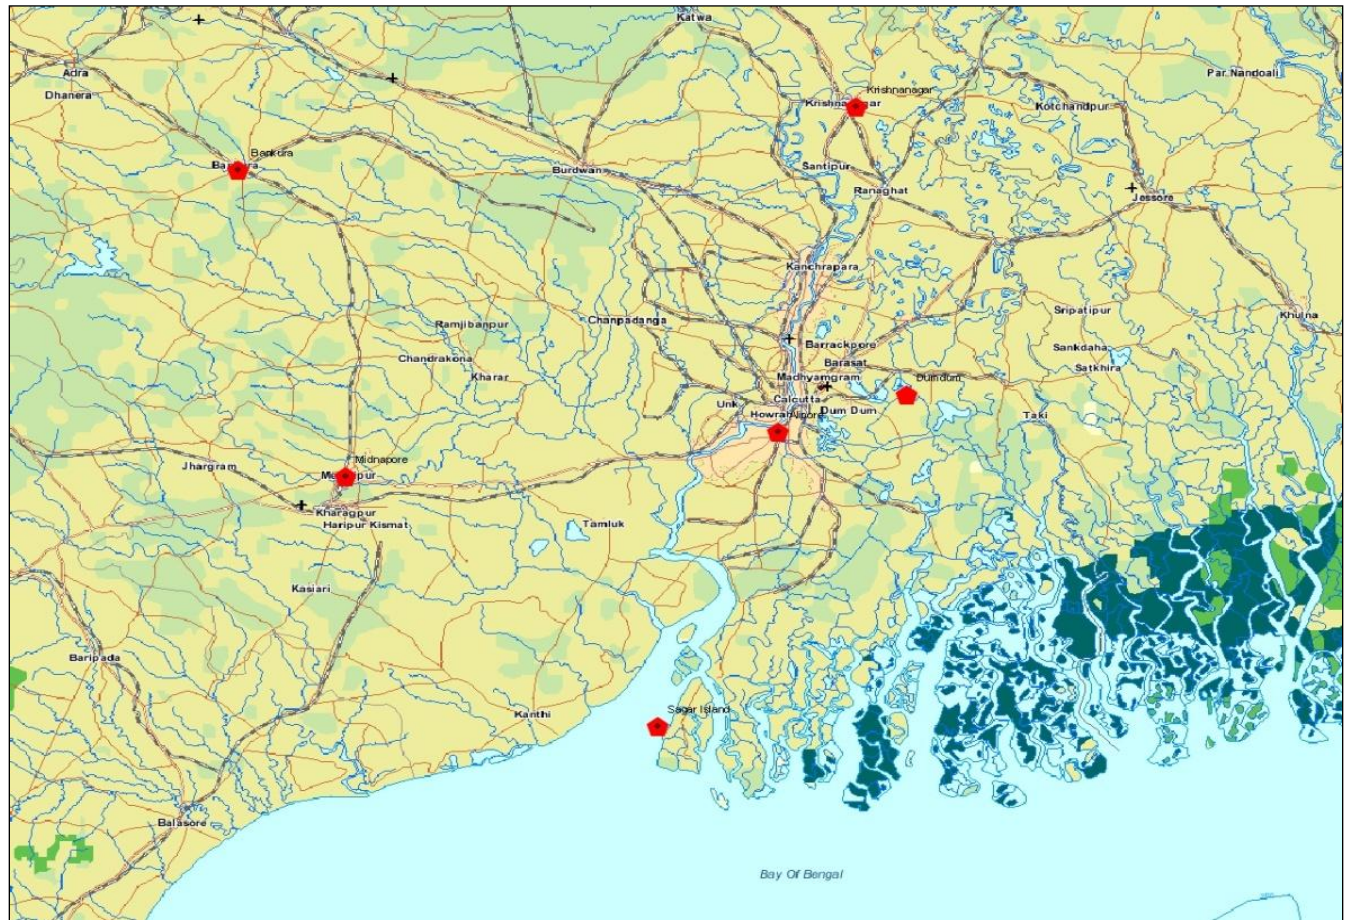 Katwa
Adra
Par Nandoali
Dhanera
Krishnanagar
Kotchandpur
Bankura
Santipur
Burdwan
Ranaghat
Jessore
Kanchrapara
Sripatipur
Khulna
Chanpadanga
Ramjibanpur
Barrackpore
Sankdaha
Chandrakona
Barasat
Satkhira
Kharar
Madhyamgram
Dumdum
Calcutta
Unk
Dum Dum
Howrah
Taki
Midnapore
Jhargram
Kharagpur
Haripur Kismat
Tamluk
Kasiari
Baripada
Sagar Island
Kanthi
Balasore
Bay Of Bengal